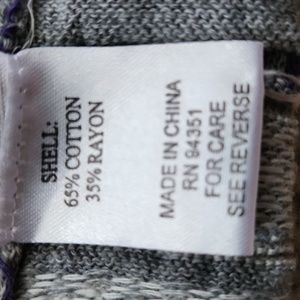 SHELL:
65% COTTON
35% RAYON
MADE IN CHINA
RN 94351
FOR CARE
SEE REVERSE